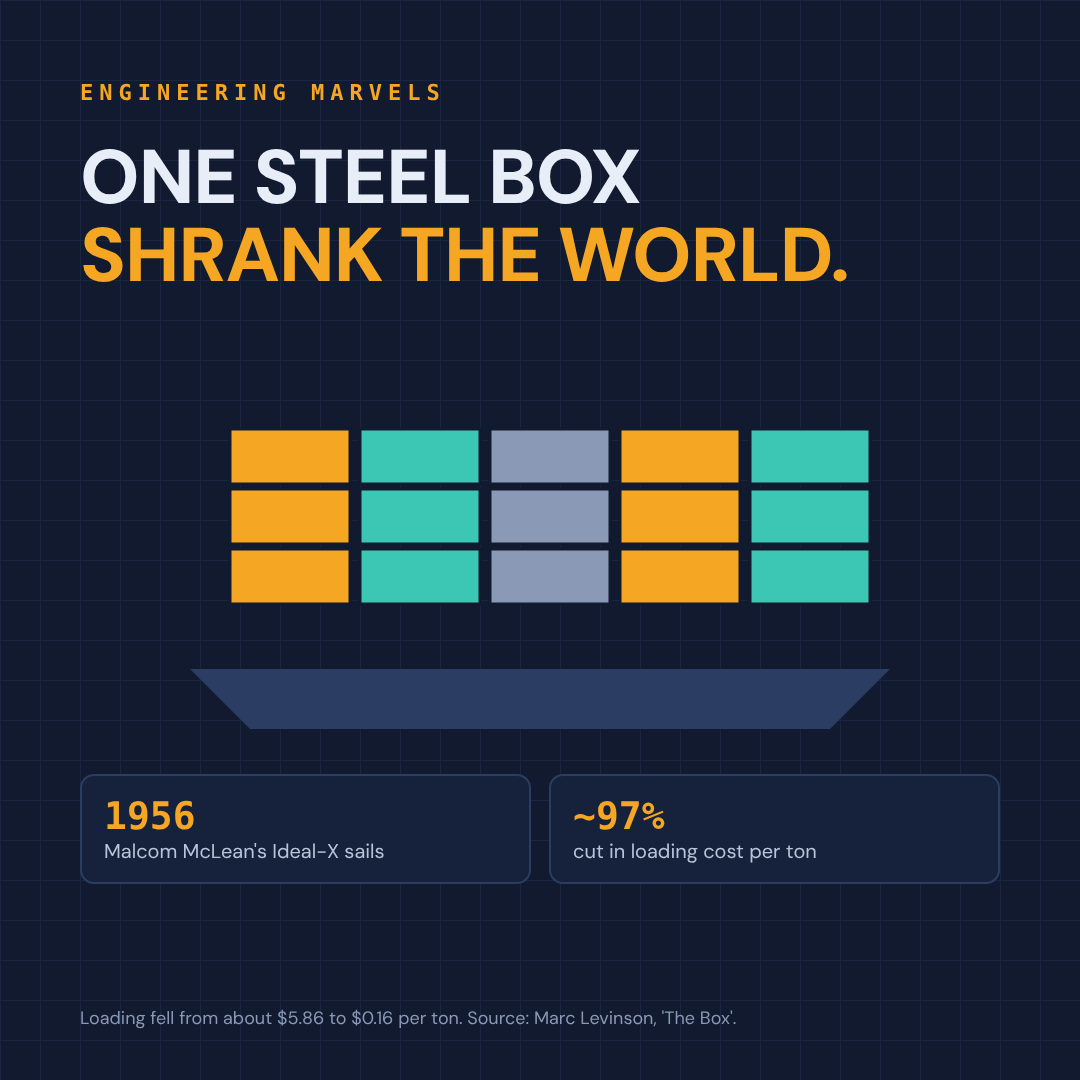 ENGINEERING MARVELS
ONE STEEL BOX
SHRANK THE WORLD.
1956
Malcom McLean's Ideal-X sails
~97%
cut in loading cost per ton
Loading fell from about $5.86 to $0.16 per ton. Source: Marc Levinson, 'The Box'.